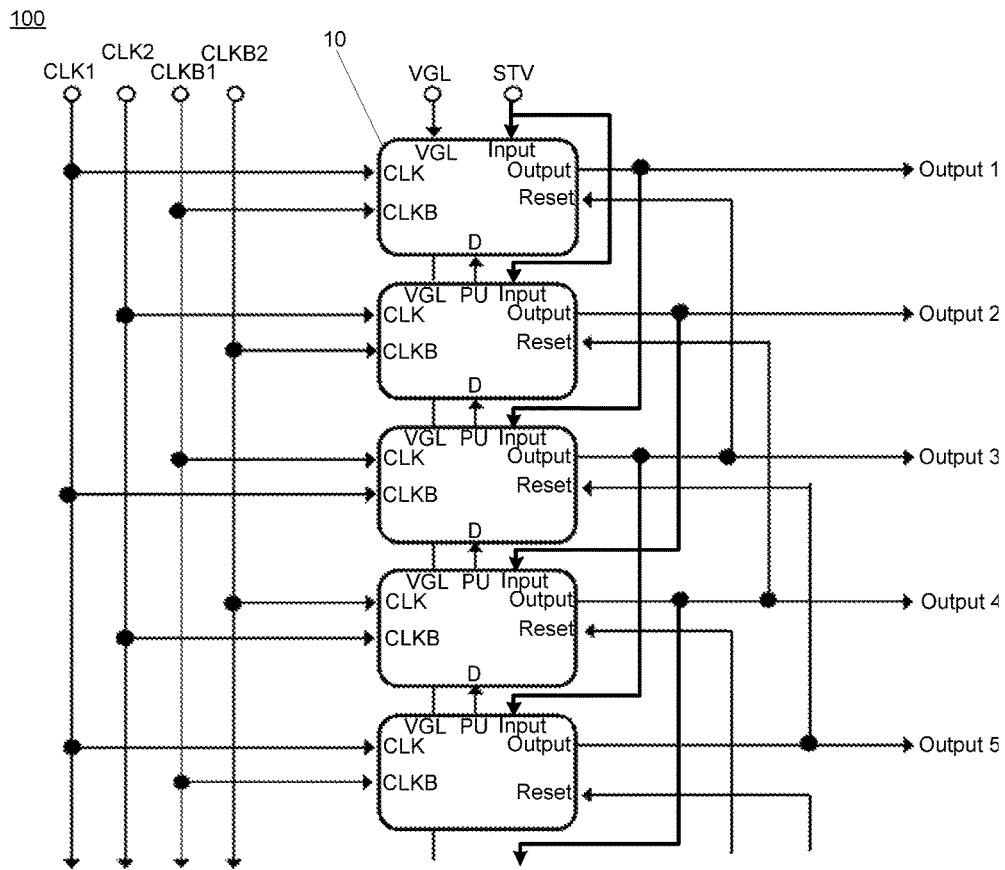 100
CLK1
CLK2
CLKB1
CLKB2
10
VGL
STV
VGL
Input
CLK
Output
Output 1
CLKB
Reset
D
VGL
PU
Input
CLK
Output
Output 2
CLKB
Reset
D
VGL
PU
Input
CLK
Output
Output 3
CLKB
Reset
D
VGL
PU
Input
CLK
Output
Output 4
CLKB
Reset
D
VGL
PU
Input
CLK
Output
Output 5
CLKB
Reset